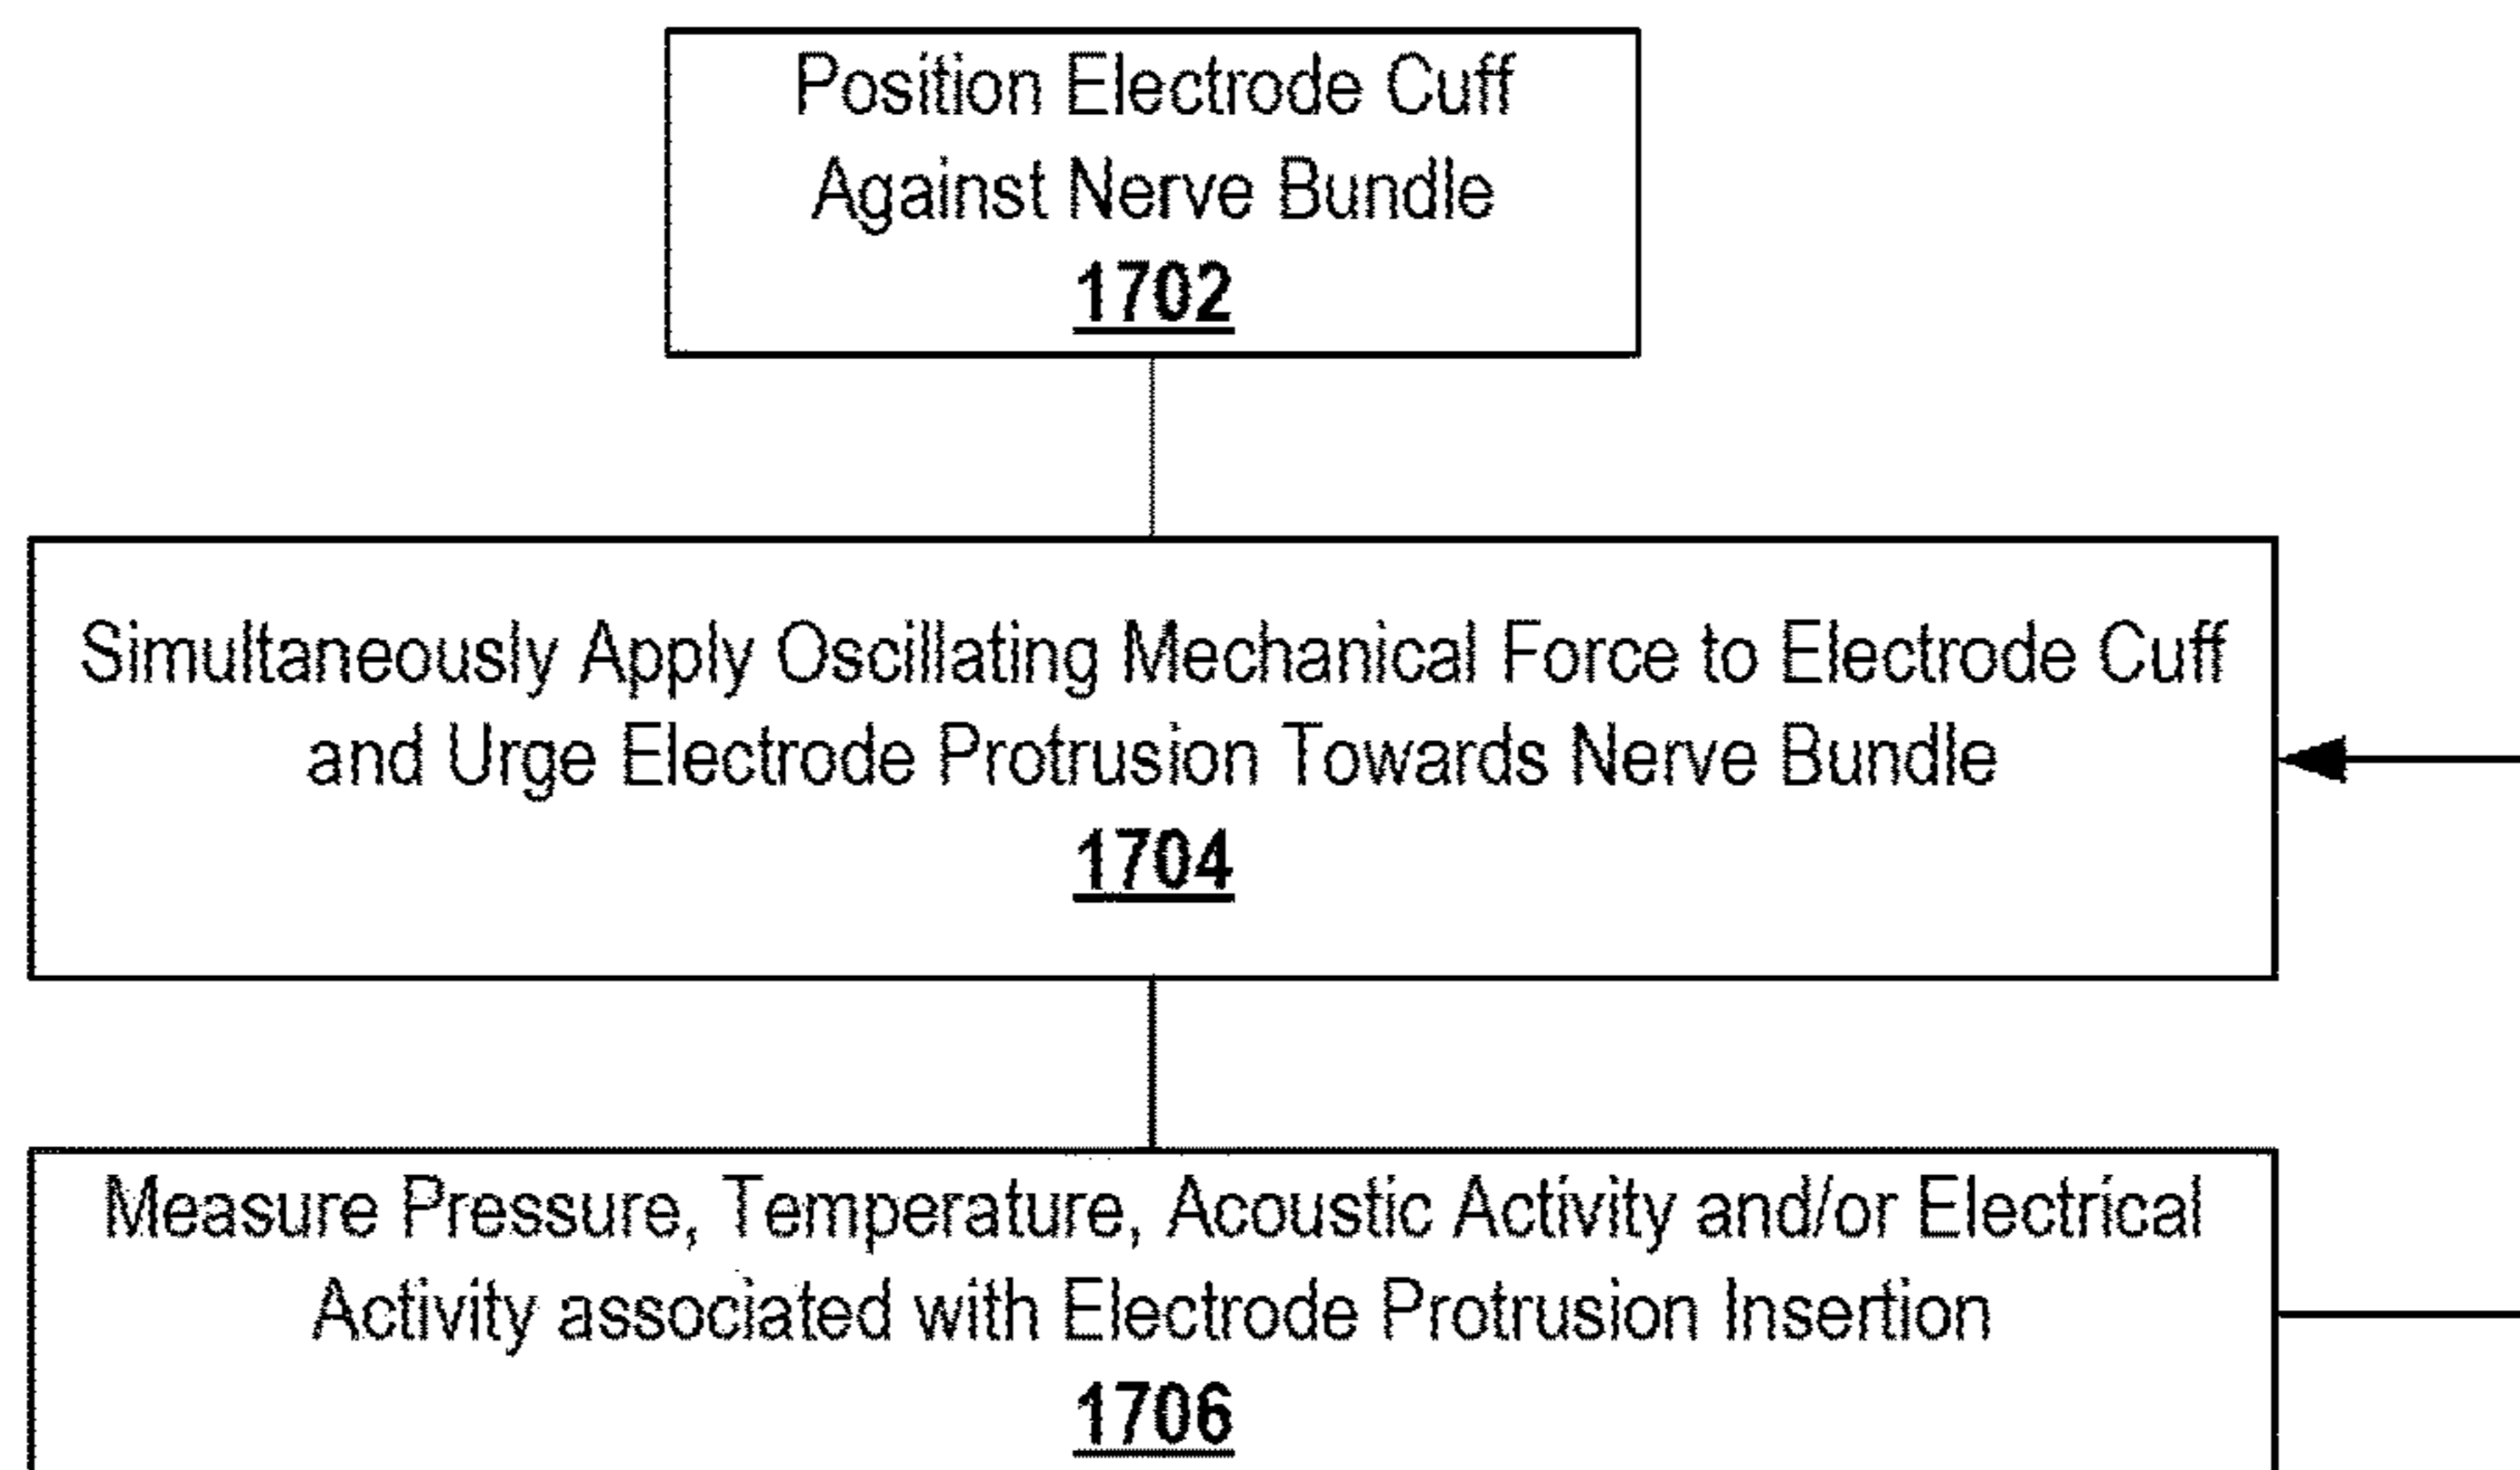 Position Electrode Cuff
Against Nerve Bundle
1702
Simultaneously Apply Oscillating Mechanical Force to Electrode Cuff
and Urge Electrode Protrusion Towards Nerve Bundle
1704
Measure Pressure, Temperature, Acoustic Activity and/or Electrical
Activity associated with Electrode Protrusion Insertion
1706